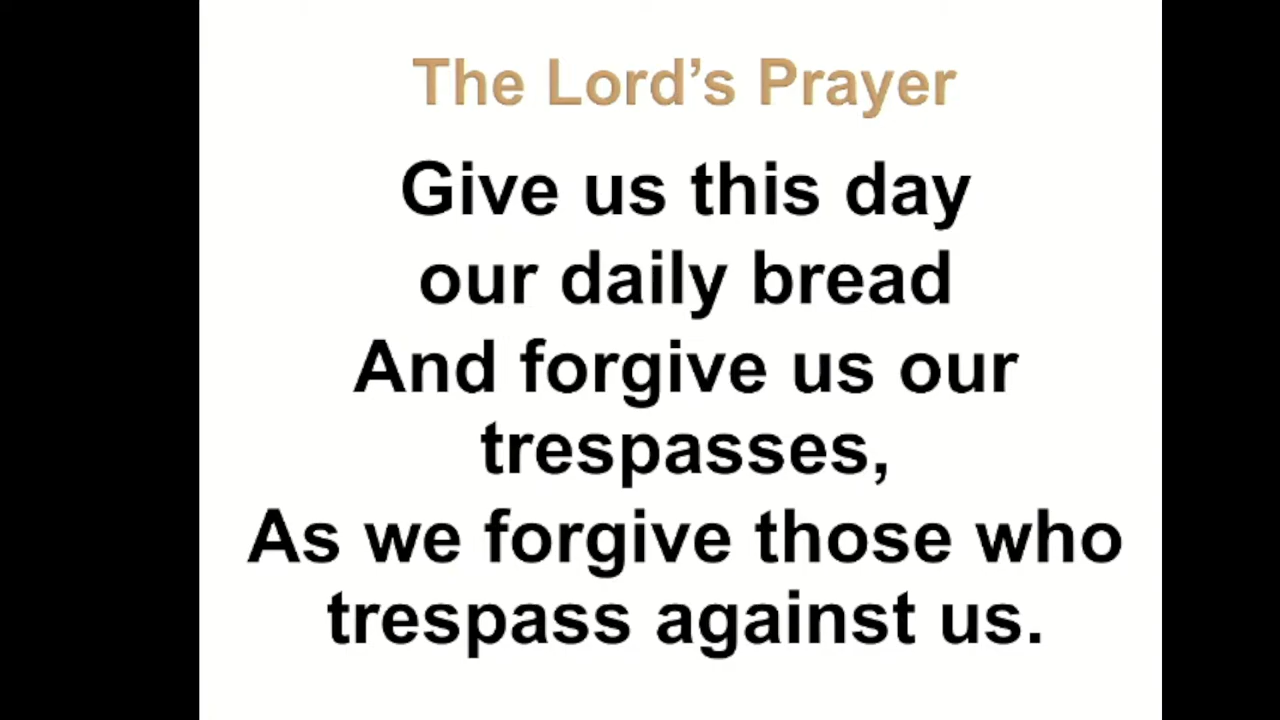 The Lord’s Prayer
Give us this day
our daily bread
And forgive us our
trespasses,
As we forgive those who
trespass against us.